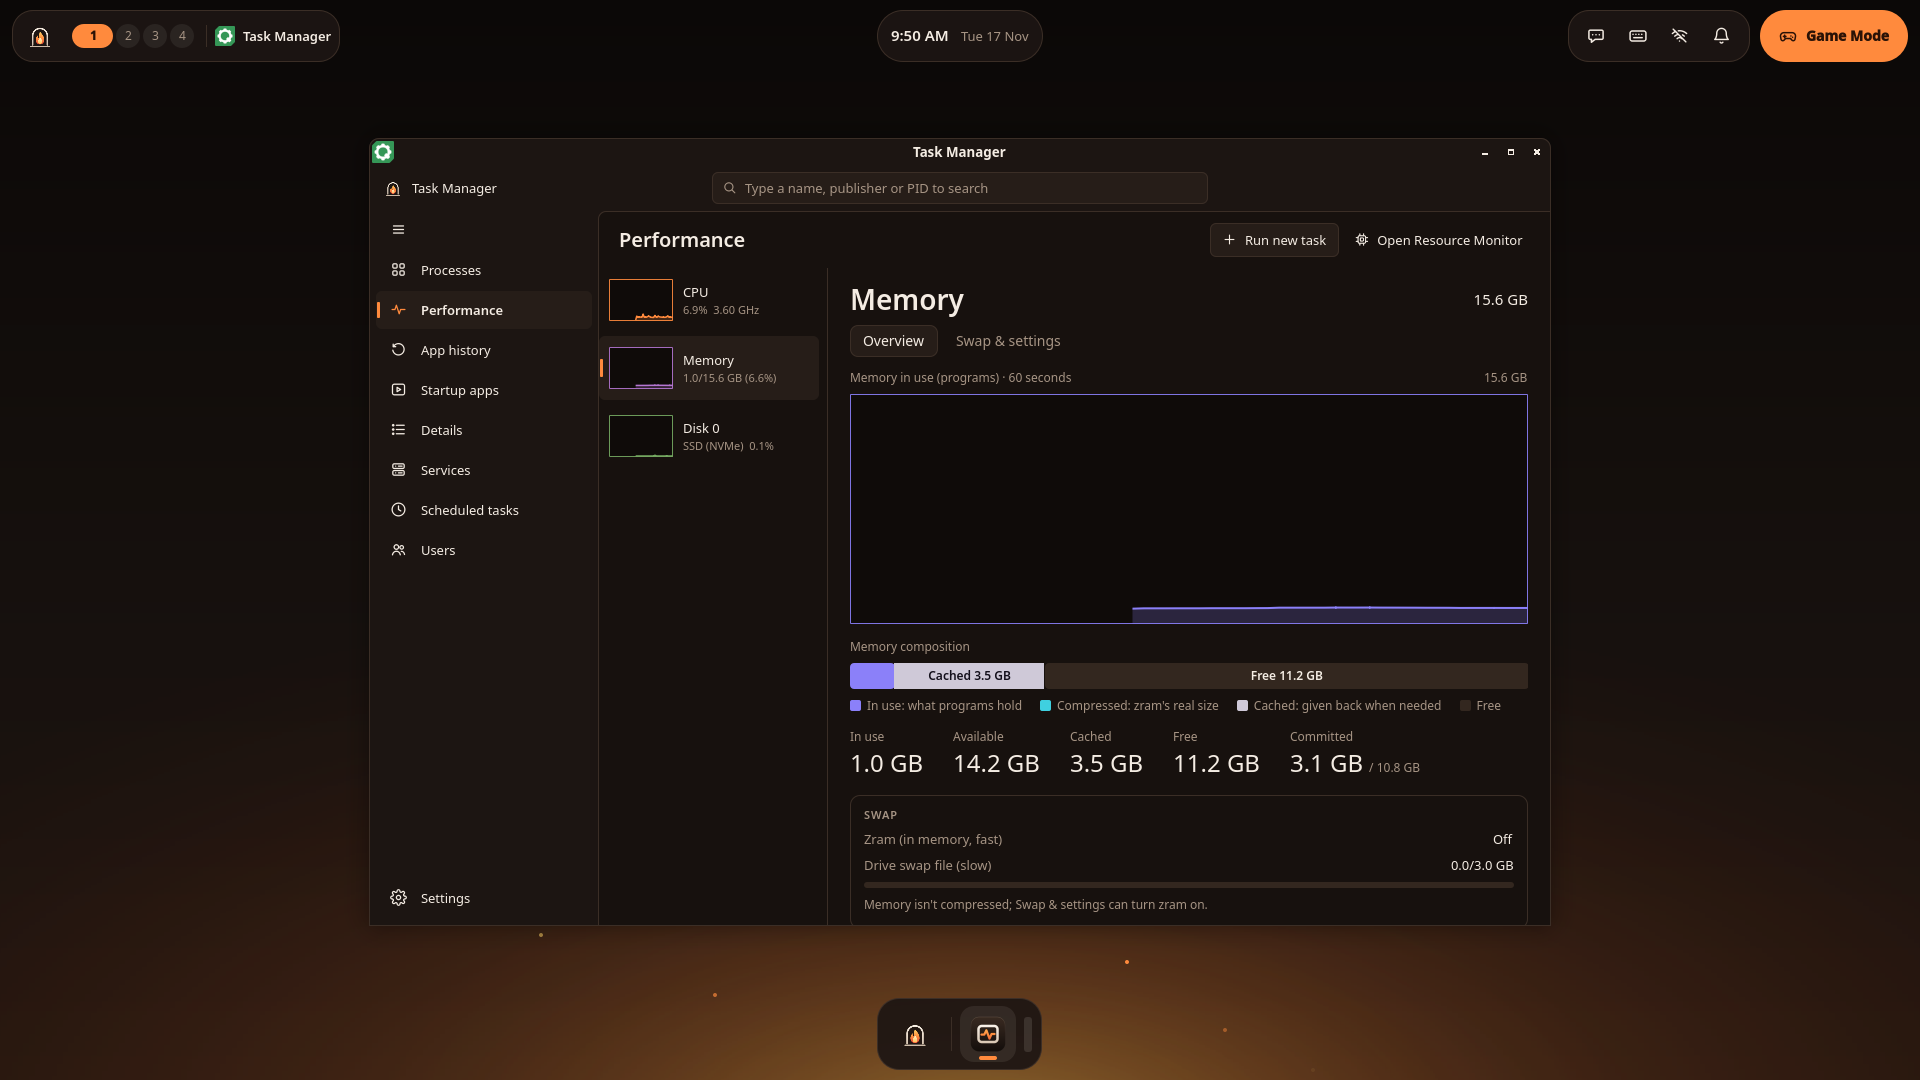 1 2 3 4 Task Manager
9:50 AM Tue 17 Nov
Game Mode
Task Manager
Task Manager
Type a name, publisher or PID to search
Processes
Performance
App history
Startup apps
Details
Services
Scheduled tasks
Users
Settings
Performance
Run new task
Open Resource Monitor
CPU
6.9% 3.60 GHz
Memory
1.0/15.6 GB (6.6%)
Disk 0
SSD (NVMe) 0.1%
Memory 15.6 GB
Overview Swap & settings
Memory in use (programs) · 60 seconds 15.6 GB
Memory composition
Cached 3.5 GB Free 11.2 GB
In use: what programs hold Compressed: zram's real size Cached: given back when needed Free
In use Available Cached Free Committed
1.0 GB 14.2 GB 3.5 GB 11.2 GB 3.1 GB / 10.8 GB
SWAP
Zram (in memory, fast) Off
Drive swap file (slow) 0.0/3.0 GB
Memory isn't compressed; Swap & settings can turn zram on.